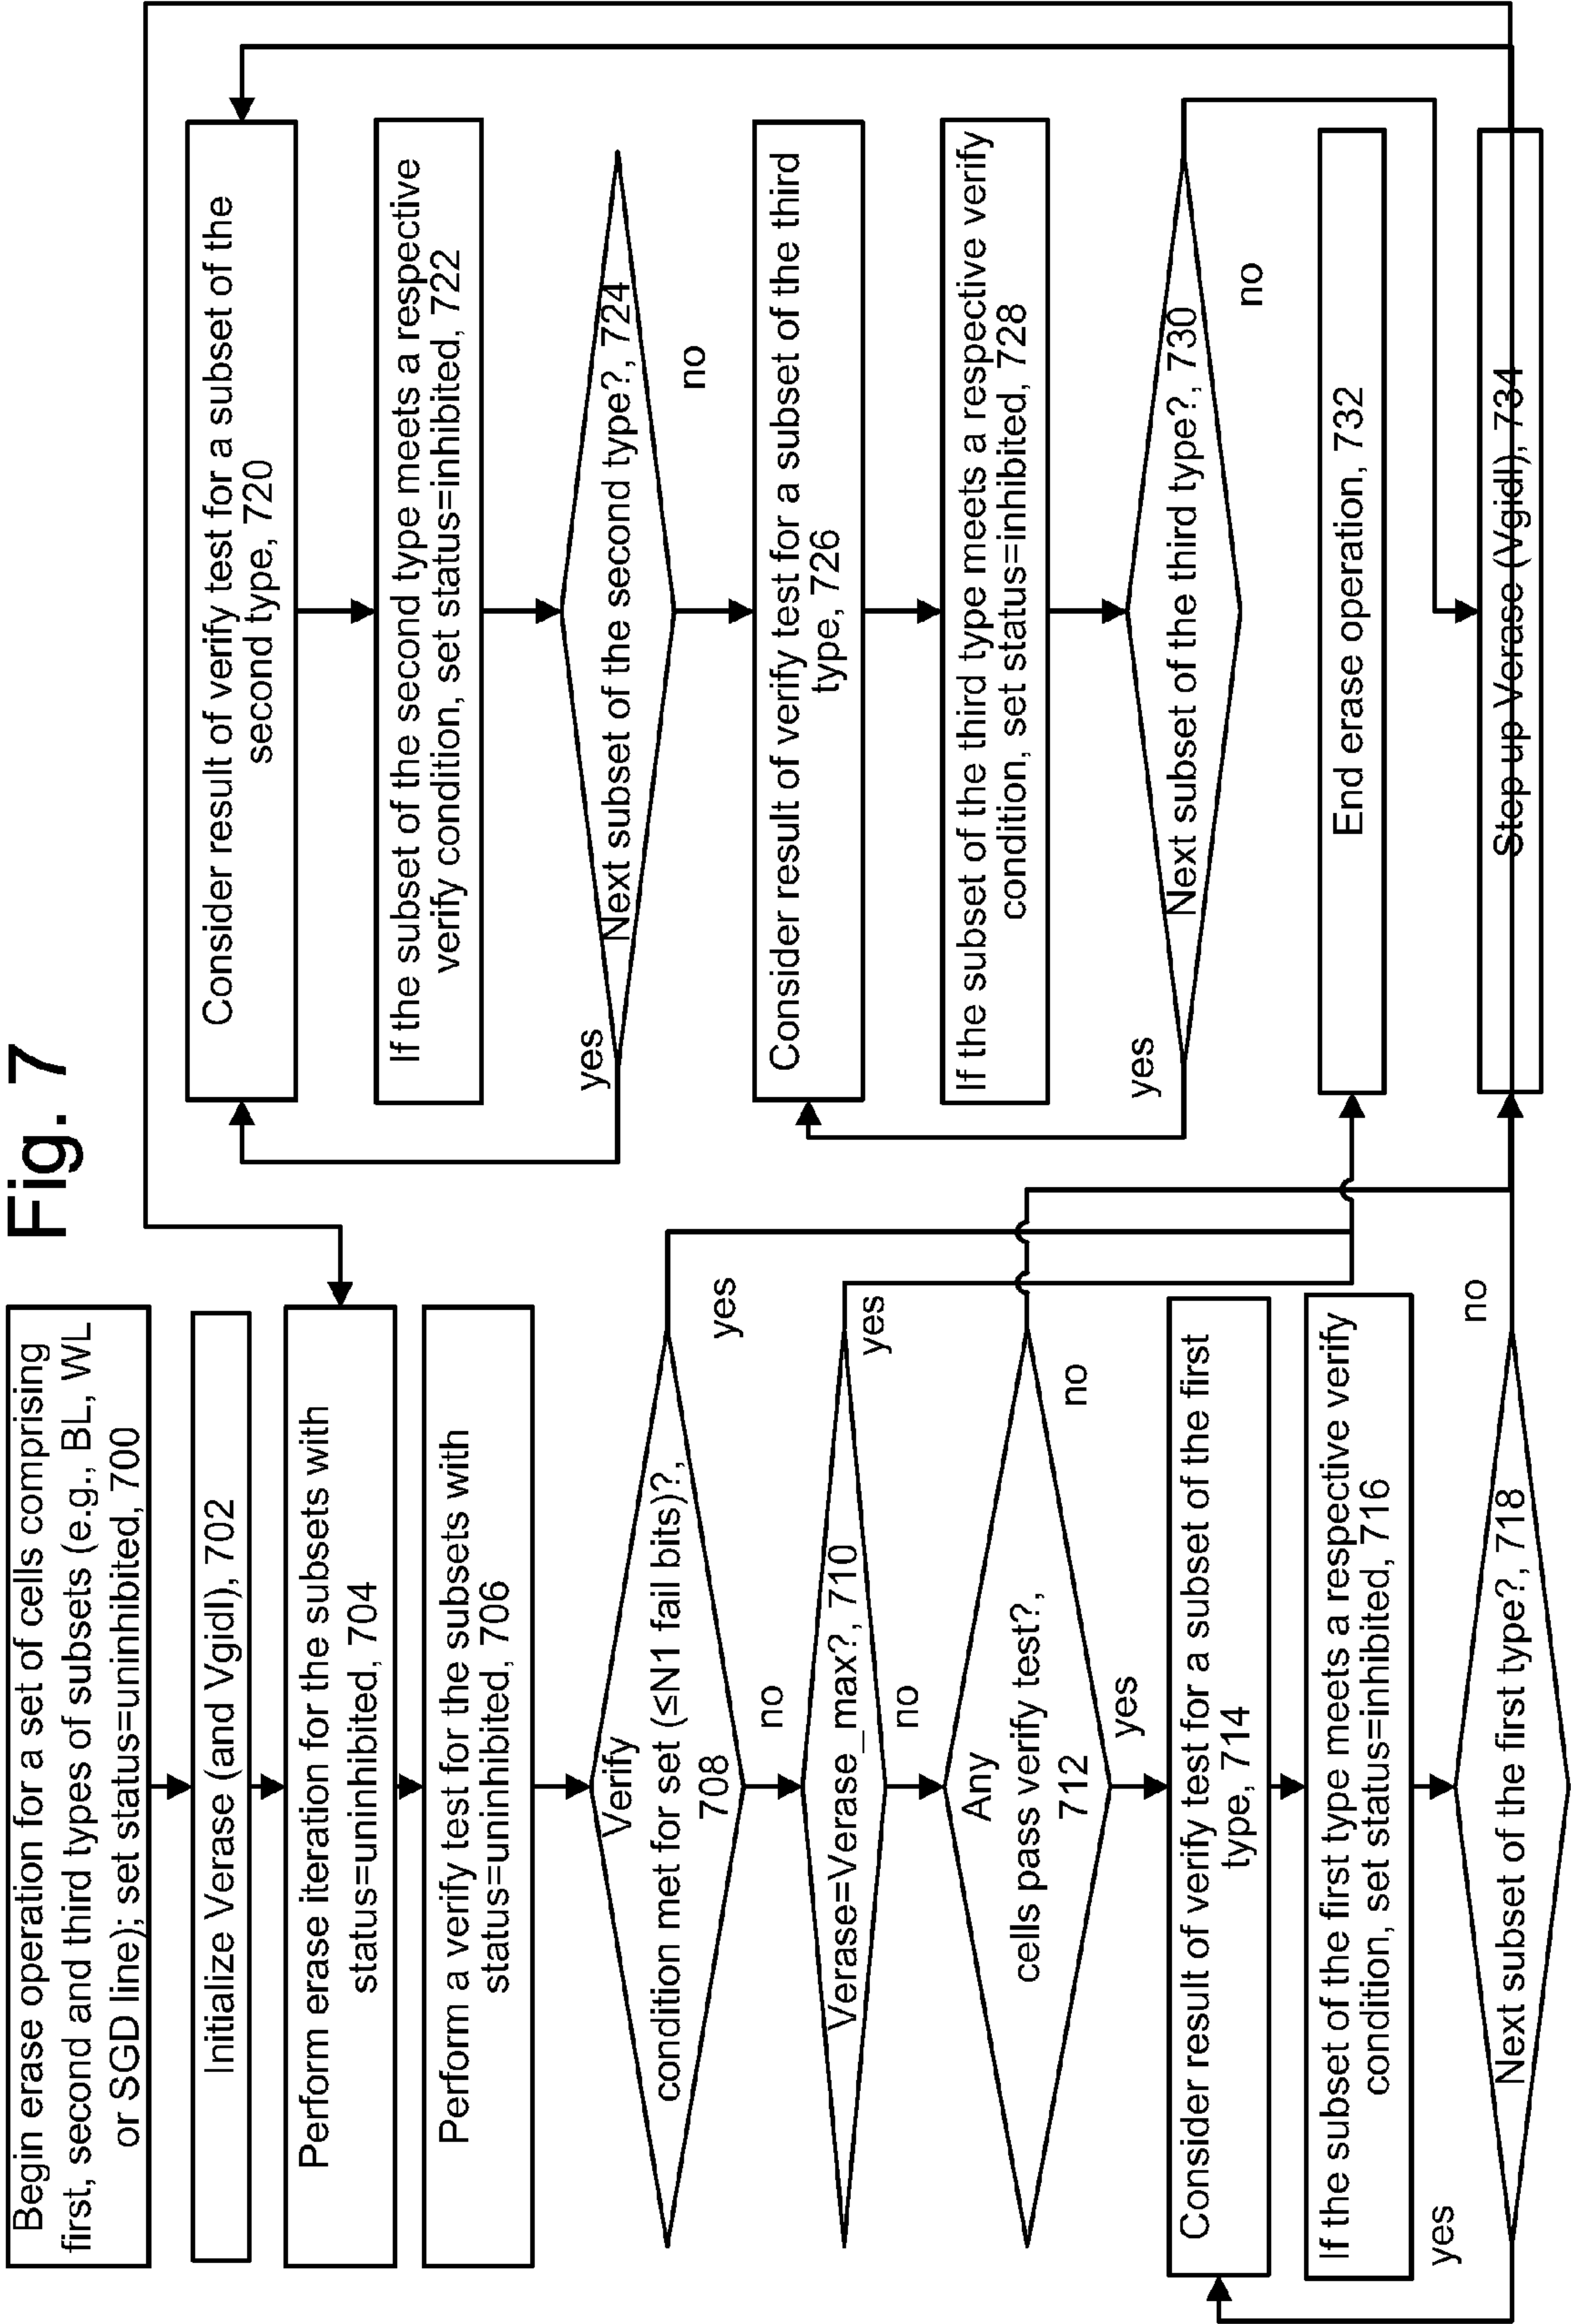 Fig. 7
Begin erase operation for a set of cells comprising
first, second and third types of subsets (e.g., BL, WL
or SGD line); set status=uninhibited, 700
Initialize Verase (and Vgidl), 702
Perform erase iteration for the subsets with
status=uninhibited, 704
Perform a verify test for the subsets with
status=uninhibited, 706
Verify
condition met for set (≤N1 fail bits)?,
708
yes
no
Verase=Verase_max?, 710
yes
no
Any
cells pass verify test?,
712
no
yes
Consider result of verify test for a subset of the first
type, 714
If the subset of the first type meets a respective verify
condition, set status=inhibited, 716
yes
Next subset of the first type?, 718
no
Consider result of verify test for a subset of the
second type, 720
If the subset of the second type meets a respective
verify condition, set status=inhibited, 722
yes
Next subset of the second type?, 724
no
Consider result of verify test for a subset of the third
type, 726
If the subset of the third type meets a respective verify
condition, set status=inhibited, 728
yes
Next subset of the third type?, 730
no
End erase operation, 732
Step up Verase (Vgidl), 734